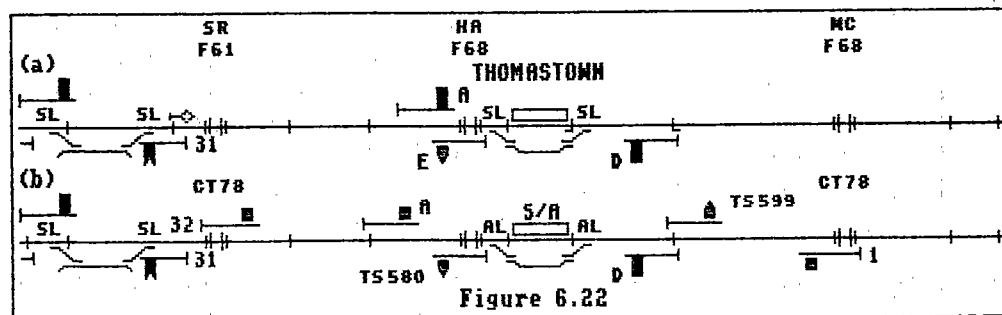 SR HA MC
F61 F68 F68
(a)
THOMASTOWN
A
SL SL SL SL
31
E D
(b)
CT78 CT78
TS599
S/A
A
SL SL 32 AL AL
31
TS580 D 1
Figure 6.22